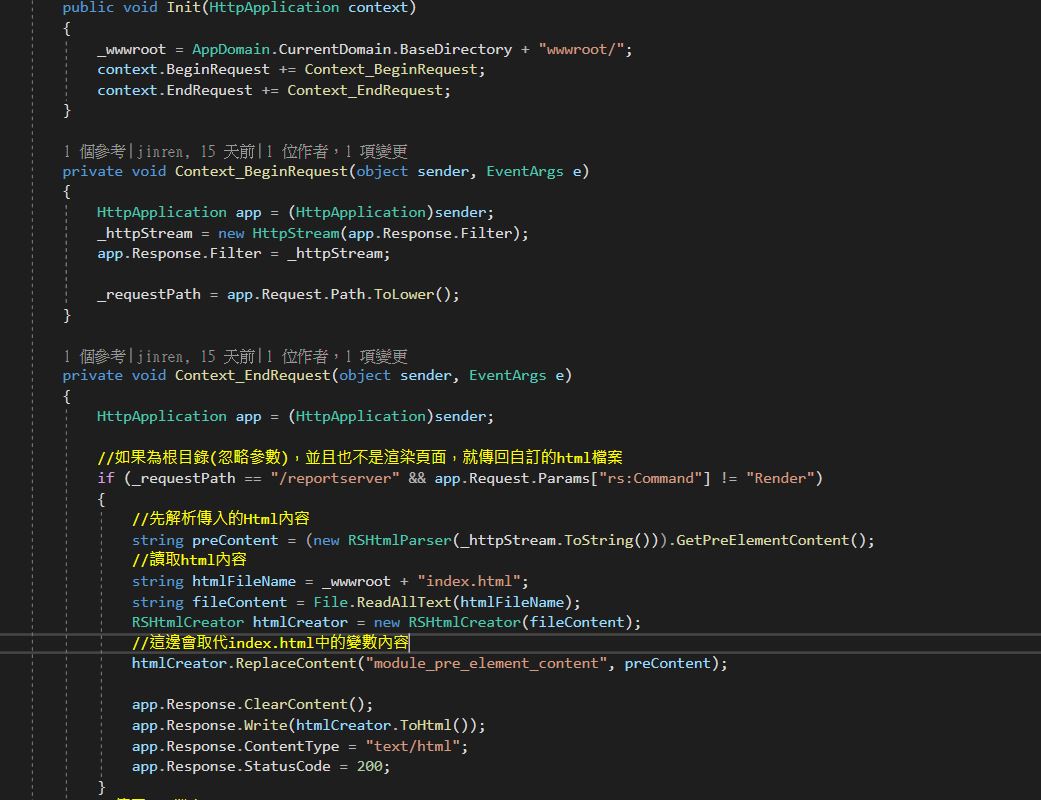 public void Init(HttpApplication context)
{
_wwwroot = AppDomain.CurrentDomain.BaseDirectory + "wwwroot/";
context.BeginRequest += Context_BeginRequest;
context.EndRequest += Context_EndRequest;
}
1 個參考|jinren, 15 天前|1 位作者，1 項變更
private void Context_BeginRequest(object sender, EventArgs e)
{
HttpApplication app = (HttpApplication)sender;
_httpStream = new HttpStream(app.Response.Filter);
app.Response.Filter = _httpStream;
_requestPath = app.Request.Path.ToLower();
}
1 個參考|jinren, 15 天前|1 位作者，1 項變更
private void Context_EndRequest(object sender, EventArgs e)
{
HttpApplication app = (HttpApplication)sender;
//如果為根目錄(忽略參數)，並且也不是渲染頁面，就傳回自訂的html檔案
if (_requestPath == "/reportserver" && app.Request.Params["rs:Command"] != "Render")
{
//先解析傳入的Html內容
string preContent = (new RSHtmlParser(_httpStream.ToString())).GetPreElementContent();
//讀取html內容
string htmlFileName = _wwwroot + "index.html";
string fileContent = File.ReadAllText(htmlFileName);
RSHtmlCreator htmlCreator = new RSHtmlCreator(fileContent);
//這邊會取代index.html中的變數內容
htmlCreator.ReplaceContent("module_pre_element_content", preContent);
app.Response.ClearContent();
app.Response.Write(htmlCreator.ToHtml());
app.Response.ContentType = "text/html";
app.Response.StatusCode = 200;
}